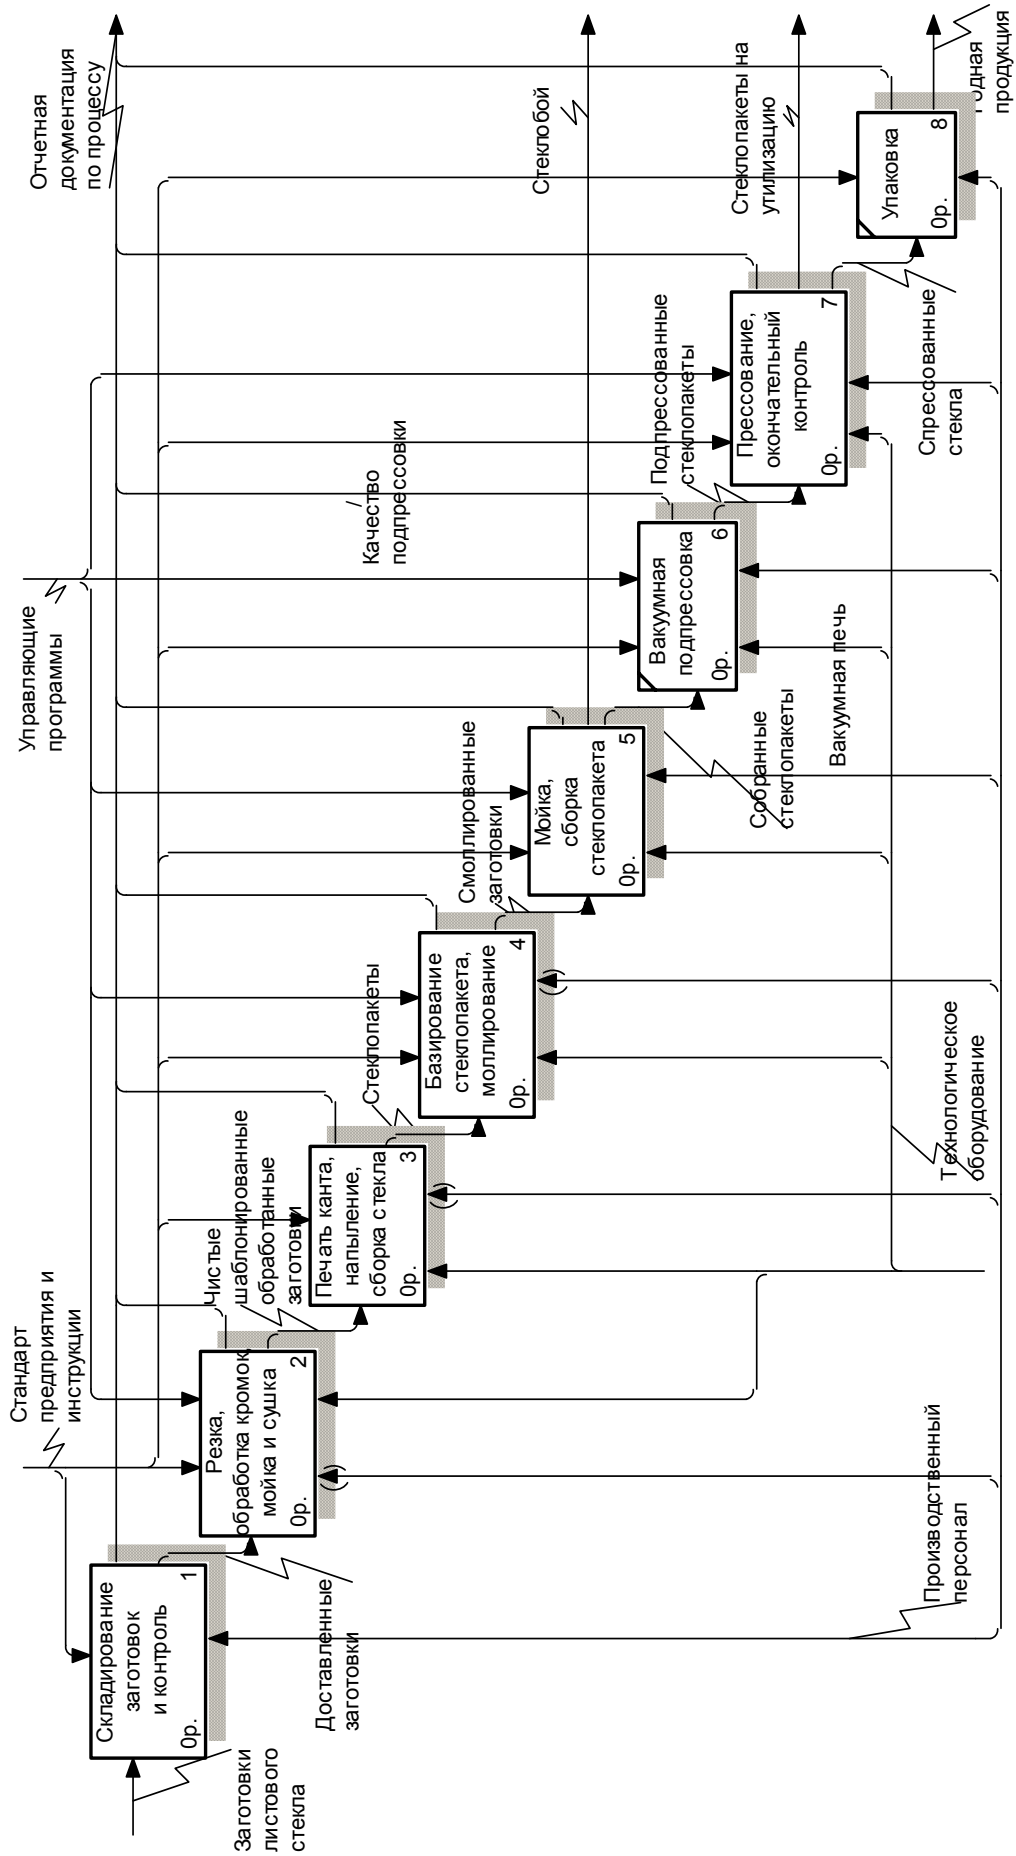 Стандарт
предприятия и
инструкции
Управляющие
программы
Отчетная
документация
по процессу
Заготовки
листового
стекла
Складирование
заготовок
и контроль
0р.
1
Доставленные
заготовки
Резка,
обработка кромок,
мойка и сушка
0р.
2
Чистые
шаблонированные
обработанные
заготовки
Печать канта,
напыление,
сборка стекла
0р.
3
Стеклопакеты
Базирование
стеклопакета,
моллирование
0р.
4
Смоллированные
заготовки
Мойка,
сборка
стеклопакета
0р.
5
Собранные
стеклопакеты
Качество
подпрессовки
Вакуумная
подпрессовка
0р.
6
Вакуумная печь
Подпрессованные
стеклопакеты
Прессование,
окончательный
контроль
0р.
7
Спрессованные
стекла
Стеклобой
Стеклопакеты на
утилизацию
Упаковка
0р.
8
продукция
Технологическое
оборудование
Производственный
персонал